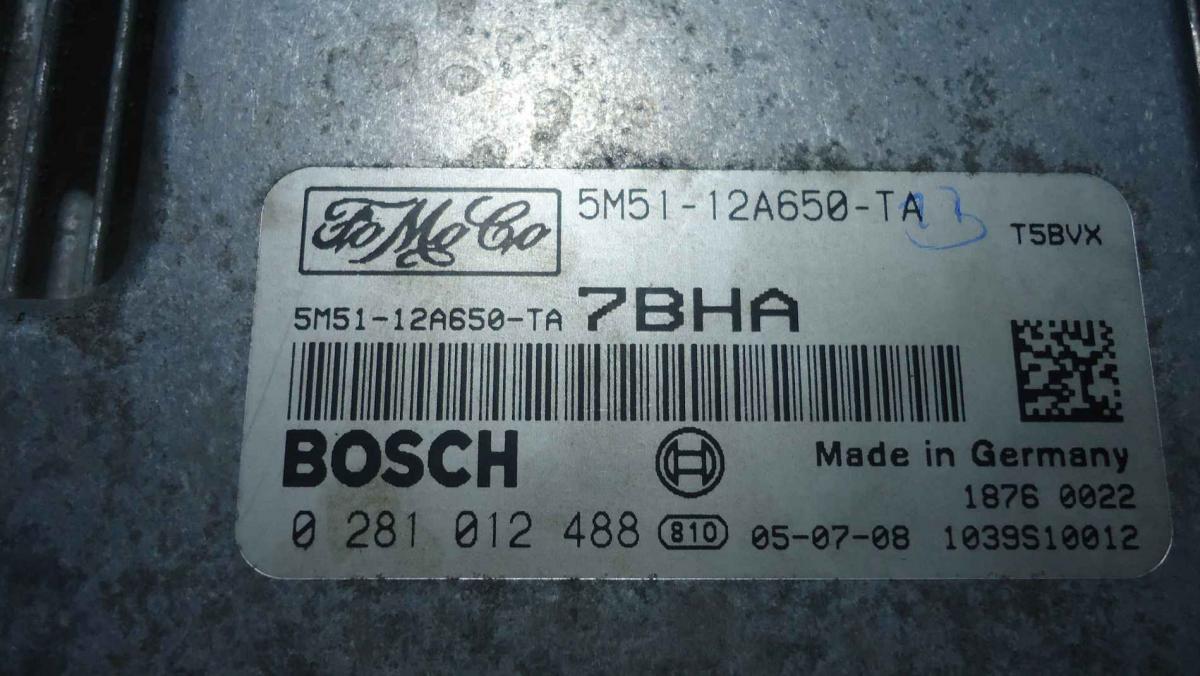 FoMoCo
5M51-12A650-TA
T5BVX
5M51-12A650-TA 7BHA
BOSCH
Made in Germany
1876 0022
0 281 012 488 810 05-07-08 1039S10012